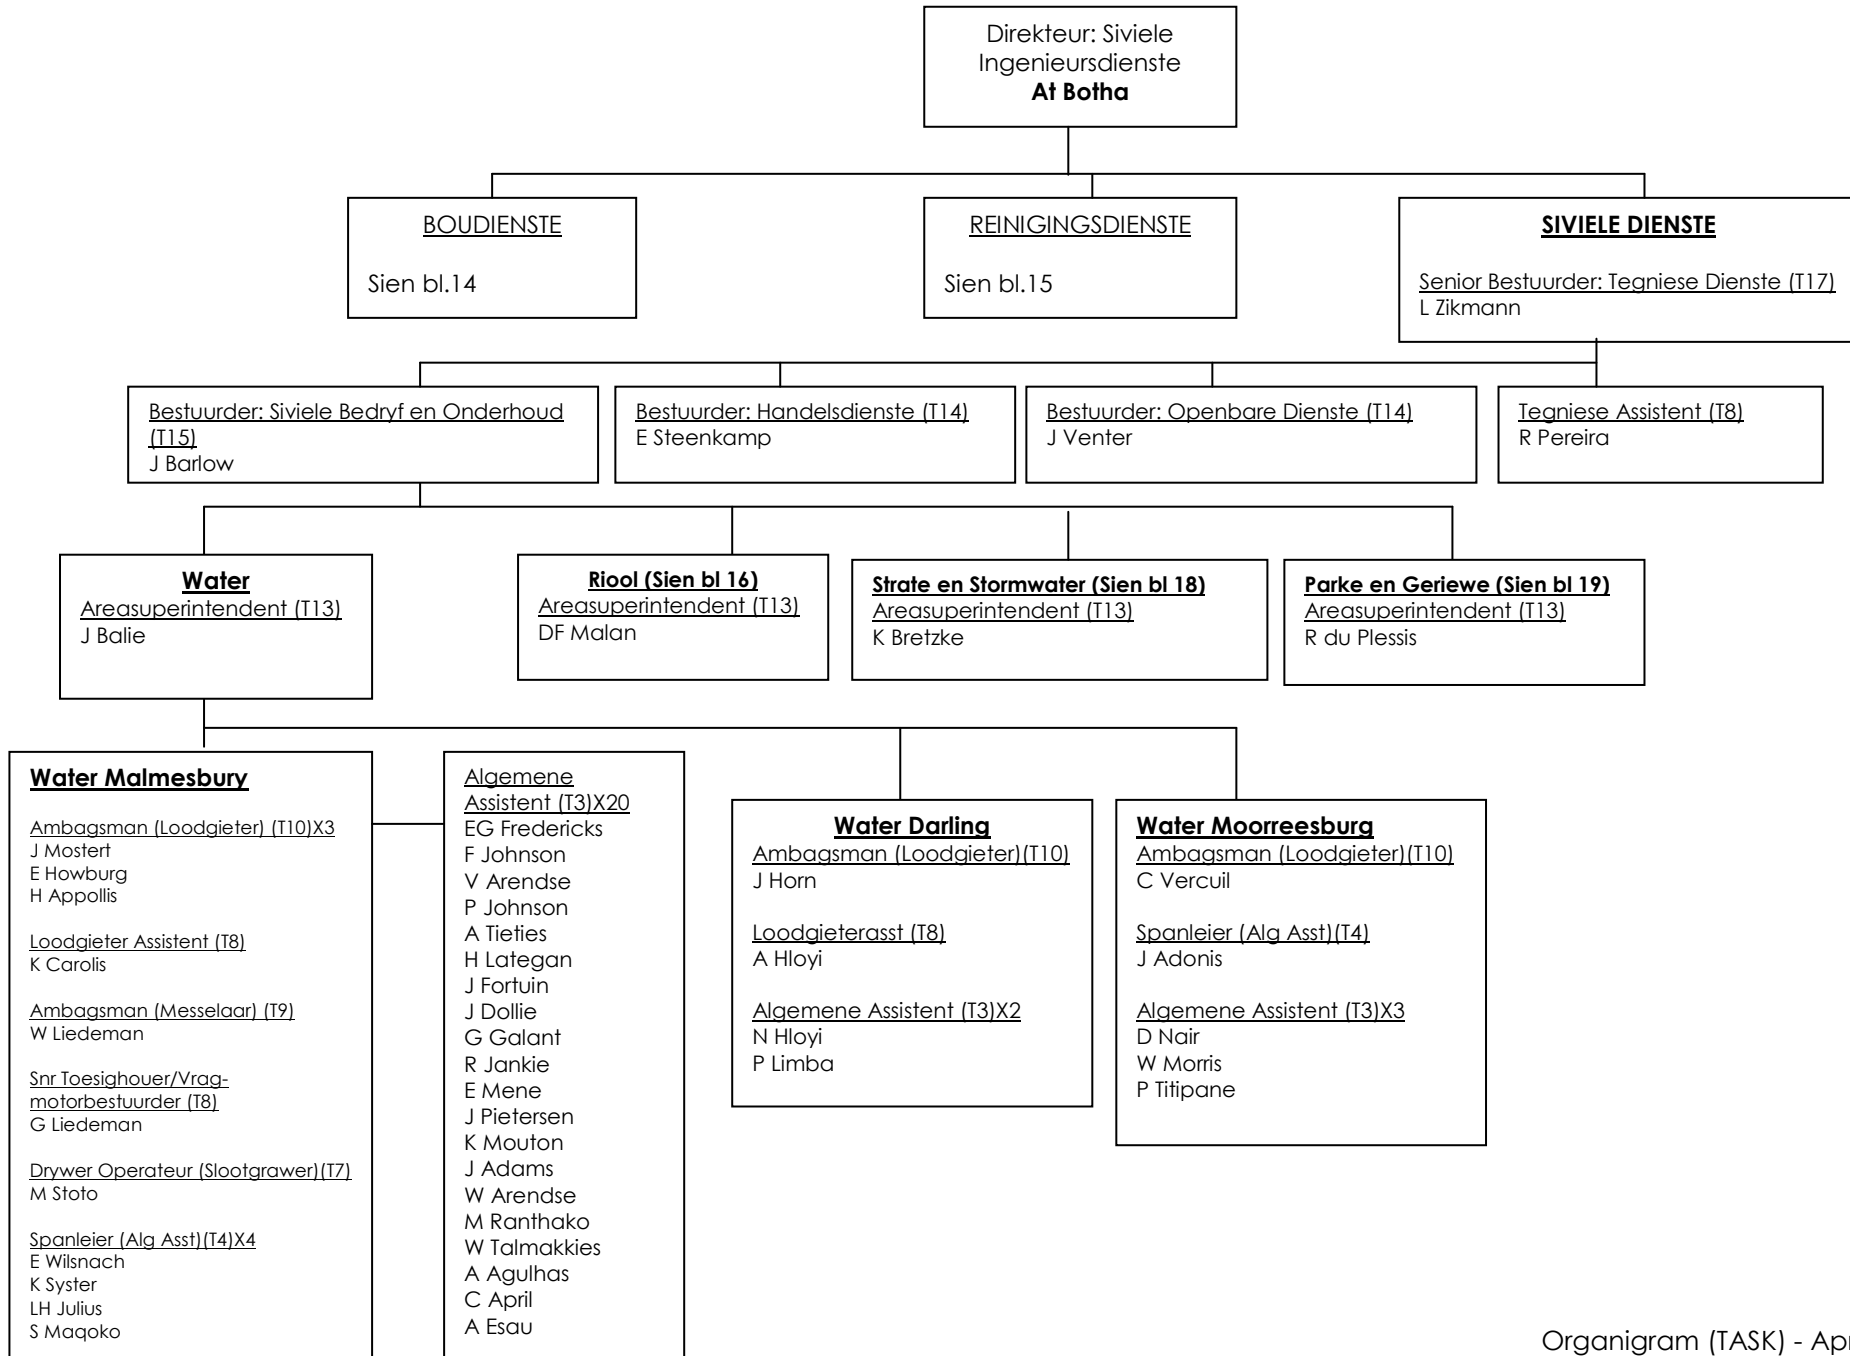 Direkteur: Siviele
Ingenieursdienste
At Botha
BOUDIENSTE
Sien bl.14
REINIGINGSDIENSTE
Sien bl.15
SIVIELE DIENSTE
Senior Bestuurder: Tegniese Dienste (T17)
L Zikmann
Bestuurder: Siviele Bedryf en Onderhoud
(T15)
J Barlow
Bestuurder: Handelsdienste (T14)
E Steenkamp
Bestuurder: Openbare Dienste (T14)
J Venter
Tegniese Assistent (T8)
R Pereira
Water
Areasuperintendent (T13)
J Balie
Riool (Sien bl 16)
Areasuperintendent (T13)
DF Malan
Strate en Stormwater (Sien bl 18)
Areasuperintendent (T13)
K Bretzke
Parke en Geriewe (Sien bl 19)
Areasuperintendent (T13)
R du Plessis
Water Malmesbury
Ambagsman (Loodgieter) (T10)X3
J Mostert
E Howburg
H Appollis
Loodgieter Assistent (T8)
K Carolis
Ambagsman (Messelaar) (T9)
W Liedeman
Snr Toesighouer/Vrag-
motorbestuurder (T8)
G Liedeman
Drywer Operateur (Slootgrawer)(T7)
M Stoto
Spanleier (Alg Asst)(T4)X4
E Wilsnach
K Syster
LH Julius
S Maqoko
Algemene
Assistent (T3)X20
EG Fredericks
F Johnson
V Arendse
P Johnson
A Tieties
H Lategan
J Fortuin
J Dollie
G Galant
R Jankie
E Mene
J Pietersen
K Mouton
J Adams
W Arendse
M Ranthako
W Talmakkies
A Agulhas
C April
A Esau
Water Darling
Ambagsman (Loodgieter)(T10)
J Horn
Loodgieterasst (T8)
A Hloyi
Algemene Assistent (T3)X2
N Hloyi
P Limba
Water Moorreesburg
Ambagsman (Loodgieter)(T10)
C Vercuil
Spanleier (Alg Asst)(T4)
J Adonis
Algemene Assistent (T3)X3
D Nair
W Morris
P Titipane
Organigram (TASK) - Apr